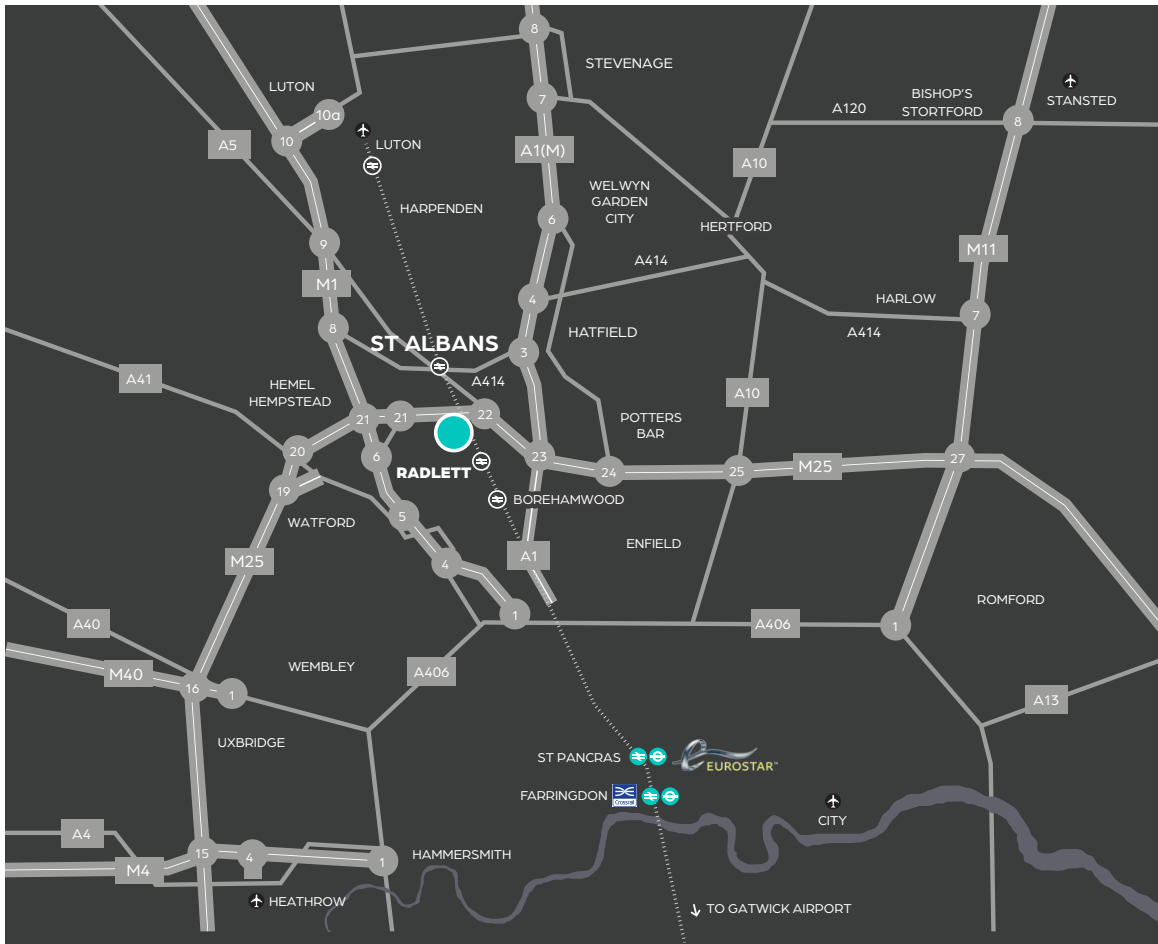 8
STEVENAGE
LUTON
7
BISHOP'S
STORTFORD
STANSTED
10a
A120
8
10
A5
LUTON
A1(M)
A10
HARPENDEN
WELWYN
GARDEN
CITY
6
HERTFORD
9
M11
A414
M1
4
HARLOW
7
8
ST ALBANS
3
HATFIELD
A414
A41
A414
HEMEL
HEMPSTEAD
A10
21
21
22
POTTERS
BAR
20
6
RADLETT
23
24
25
M25
27
19
BOREHAMWOOD
WATFORD
5
ENFIELD
M25
4
A1
ROMFORD
1
A40
A406
1
WEMBLEY
A406
M40
16
1
A13
UXBRIDGE
ST PANCRAS
e
EUROSTAR™
FARRINGDON
Crossrail
CITY
A4
15
4
1
HAMMERSMITH
M4
HEATHROW
TO GATWICK AIRPORT